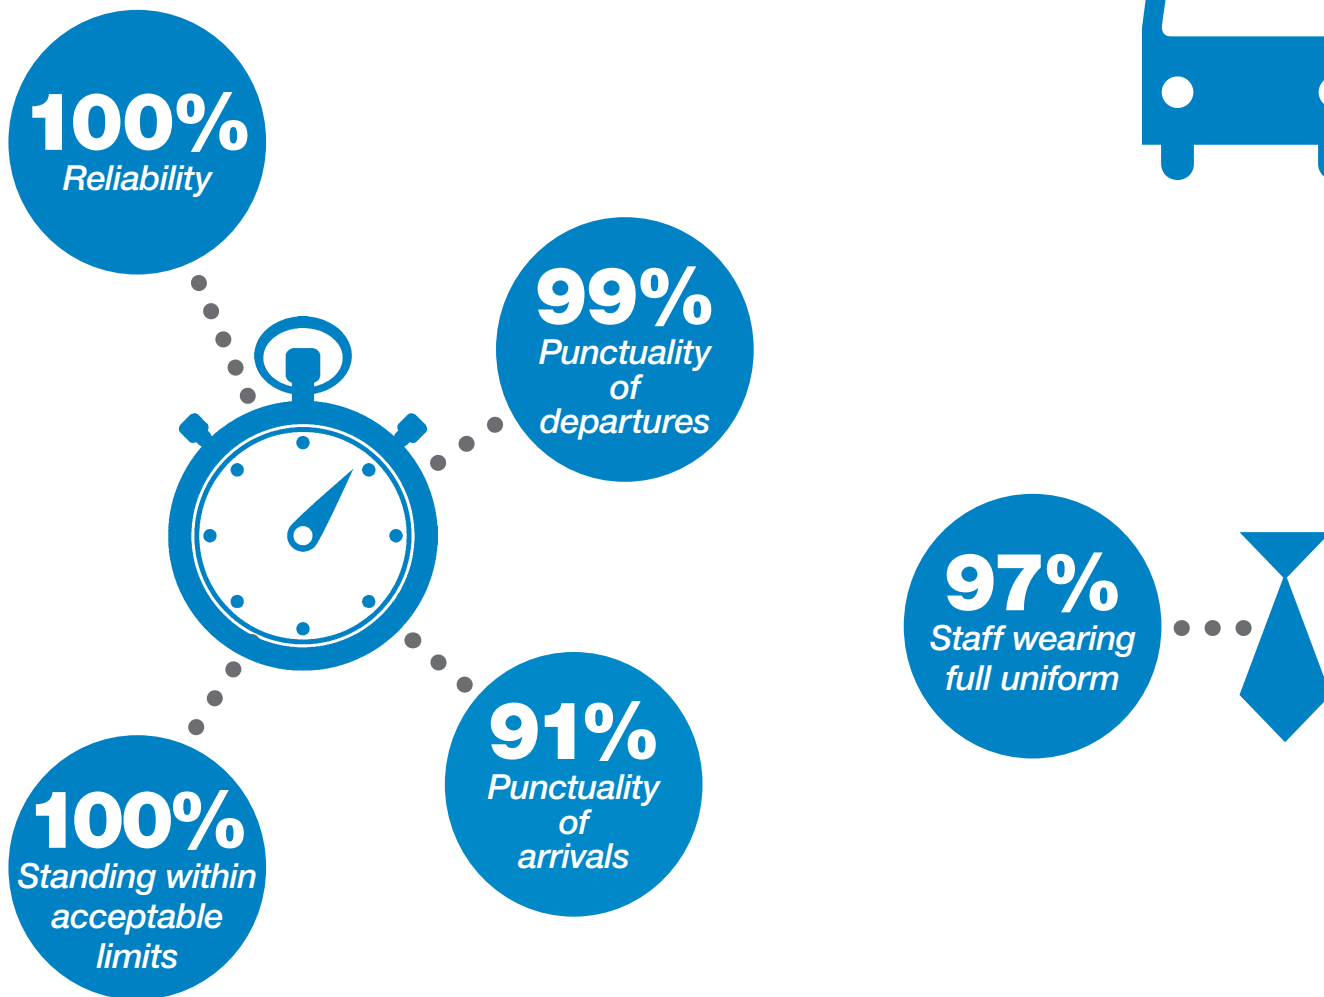 100%
Reliability
99%
Punctuality
of
departures
97%
Staff wearing
full uniform
91%
Punctuality
of
arrivals
100%
Standing within
acceptable
limits